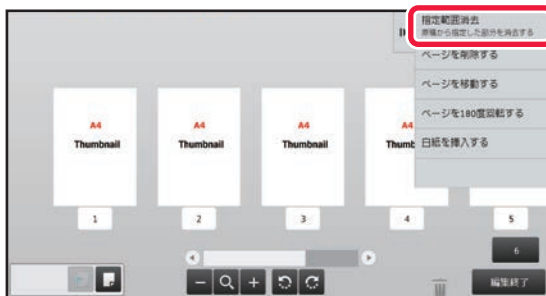 指定範囲消去
原稿から指定した部分を消去する
ページを削除する
ページを移動する
ページを180度回転する
白紙を挿入する
A4
Thumbnail
A4
Thumbnail
A4
Thumbnail
A4
Thumb
1
2
3
4
5
6
編集終了